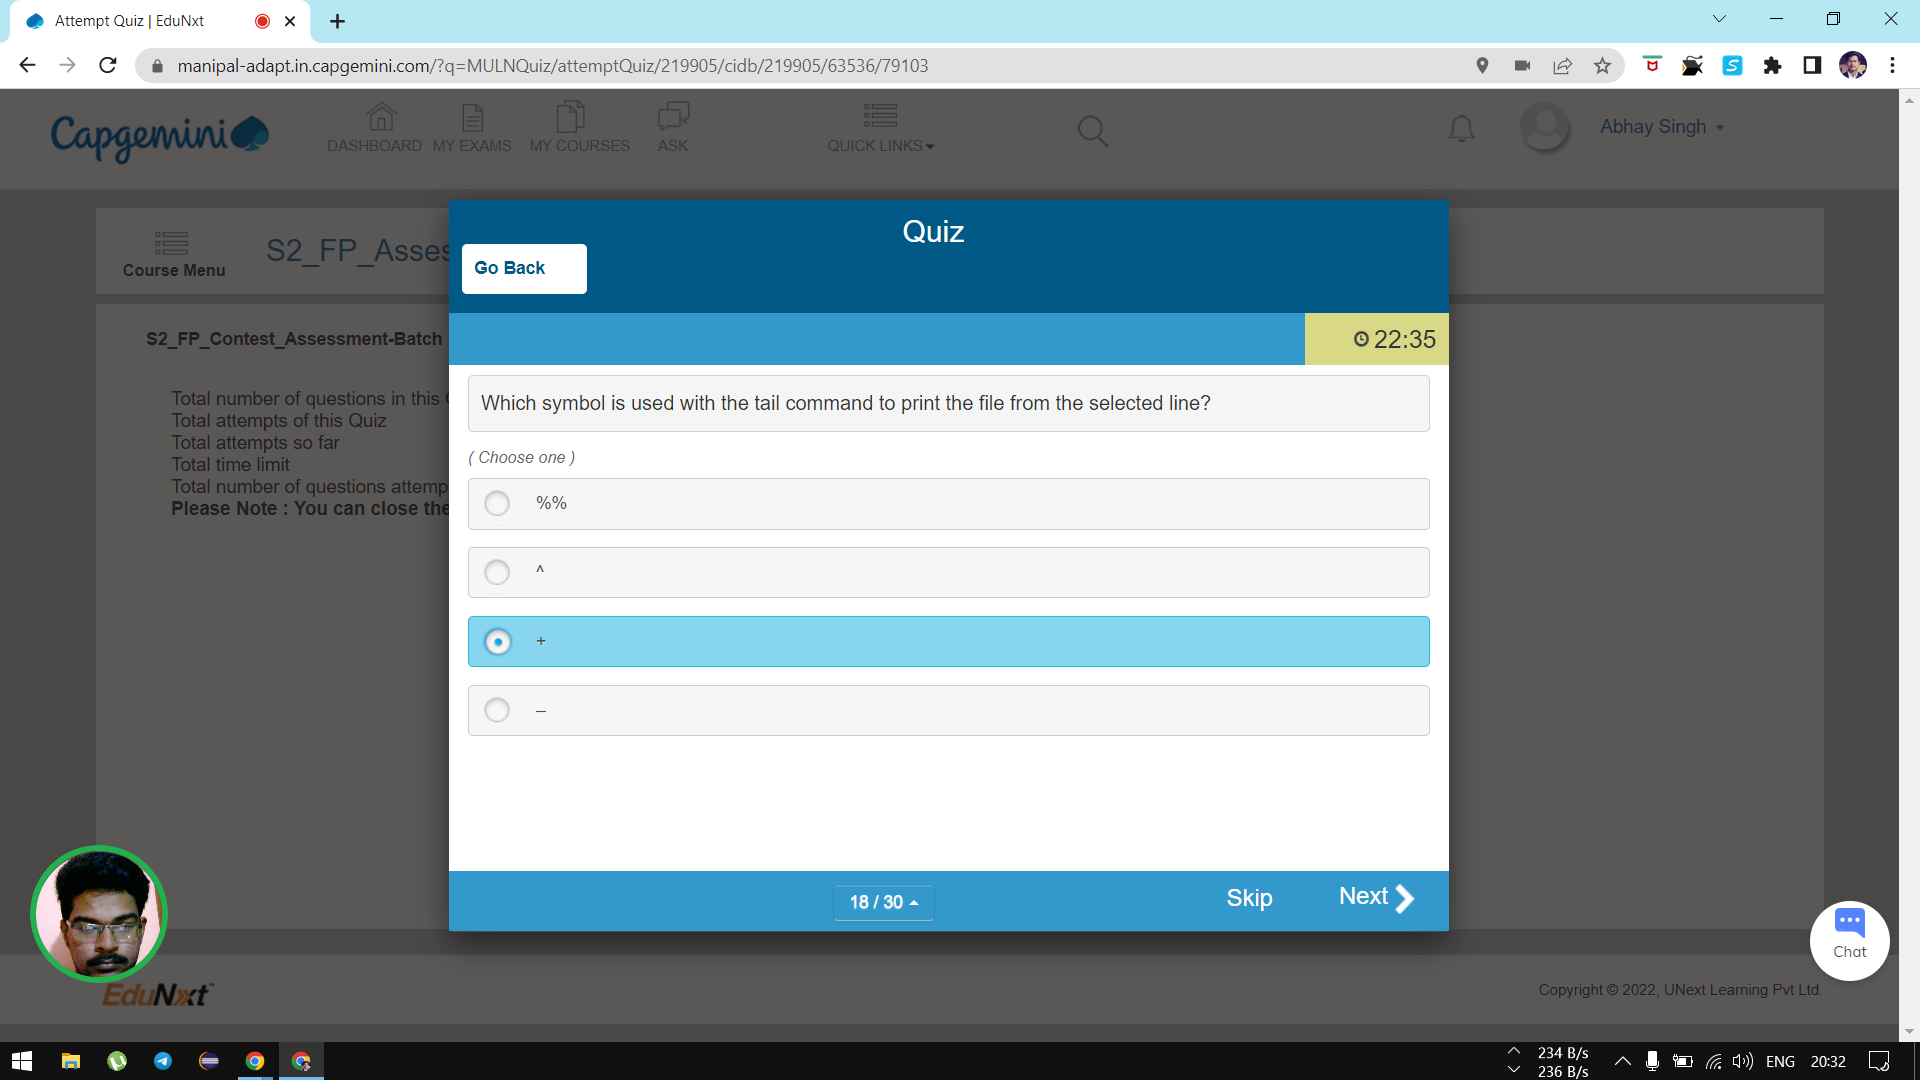 Attempt Quiz | EduNxt
manipal-adapt.in.capgemini.com/?q=MULNQuiz/attemptQuiz/219905/cidb/219905/63536/79103
Capgemini
DASHBOARD
MY EXAMS
MY COURSES
ASK
QUICK LINKS
Abhay Singh
Course Menu
S2_FP_Asses
Quiz
Go Back
S2_FP_Contest_Assessment-Batch
22:35
Total number of questions in this
Total attempts of this Quiz
Total attempts so far
Total time limit
Total number of questions attemp
Please Note : You can close the
Which symbol is used with the tail command to print the file from the selected line?
( Choose one )
%%
^
+
–
18 / 30
Skip
Next
Chat
EduNxt™
Copyright © 2022, UNext Learning Pvt Ltd.
234 B/s
236 B/s
ENG
20:32